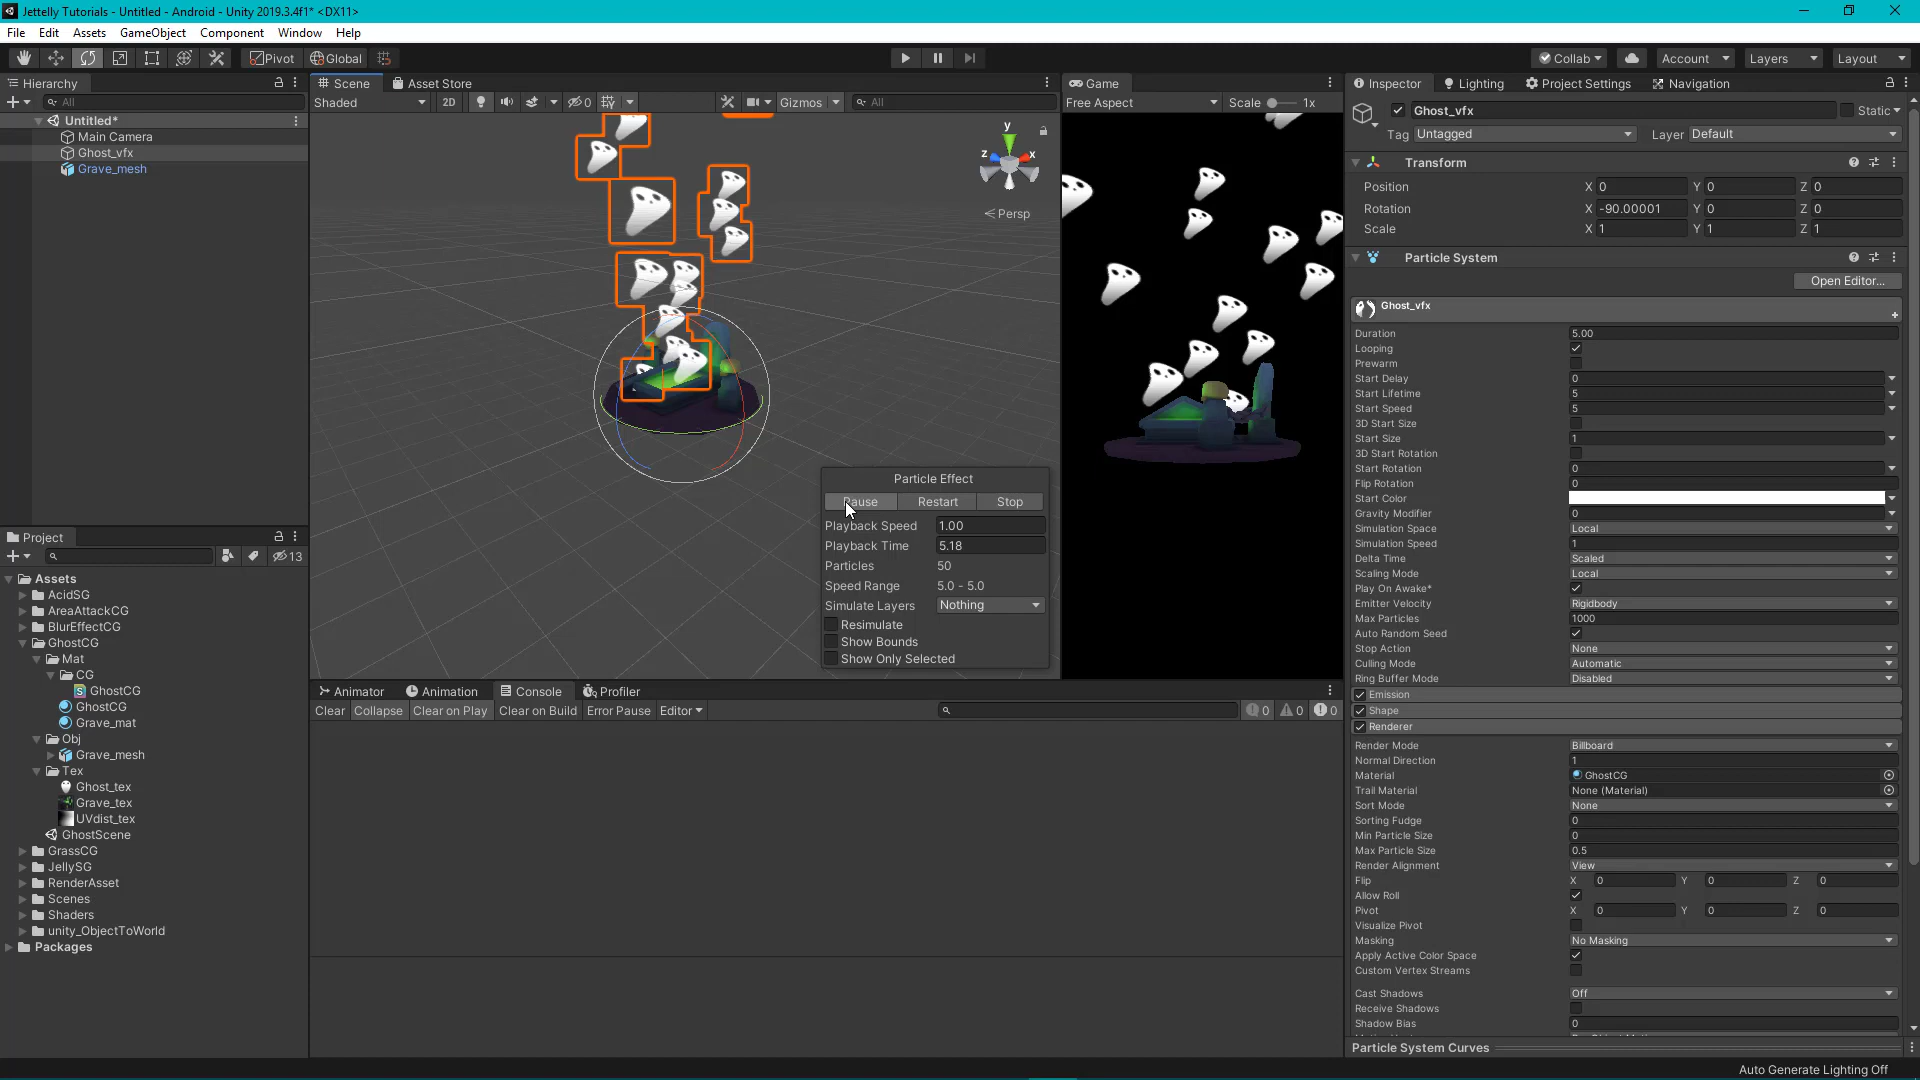 Jettelly Tutorials - Untitled - Android - Unity 2019.3.4f1* <DX11>
File Edit Assets GameObject Component Window Help
Pivot Global Collab Account Layers Layout
Hierarchy
All
Untitled*
Main Camera
Ghost_vfx
Grave_mesh
Scene Asset Store
Shaded 2D 0 Gizmos All
y
z x
Persp
Particle Effect
Pause Restart Stop
Playback Speed 1.00
Playback Time 5.18
Particles 50
Speed Range 5.0 - 5.0
Simulate Layers Nothing
Resimulate
Show Bounds
Show Only Selected
Game
Free Aspect Scale 1x
Project
13
Assets
AcidSG
AreaAttackCG
BlurEffectCG
GhostCG
Mat
CG
GhostCG
GhostCG
Grave_mat
Obj
Grave_mesh
Tex
Ghost_tex
Grave_tex
UVdist_tex
GhostScene
GrassCG
JellySG
RenderAsset
Scenes
Shaders
unity_ObjectToWorld
Packages
Animator Animation Console Profiler
Clear Collapse Clear on Play Clear on Build Error Pause Editor 0 0 0
Inspector Lighting Project Settings Navigation
Ghost_vfx Static
Tag Untagged Layer Default
Transform
Position X 0 Y 0 Z 0
Rotation X -90.00001 Y 0 Z 0
Scale X 1 Y 1 Z 1
Particle System
Open Editor...
Ghost_vfx
Duration 5.00
Looping
Prewarm
Start Delay 0
Start Lifetime 5
Start Speed 5
3D Start Size
Start Size 1
3D Start Rotation
Start Rotation 0
Flip Rotation 0
Start Color
Gravity Modifier 0
Simulation Space Local
Simulation Speed 1
Delta Time Scaled
Scaling Mode Local
Play On Awake*
Emitter Velocity Rigidbody
Max Particles 1000
Auto Random Seed
Stop Action None
Culling Mode Automatic
Ring Buffer Mode Disabled
Emission
Shape
Renderer
Render Mode Billboard
Normal Direction 1
Material GhostCG
Trail Material None (Material)
Sort Mode None
Sorting Fudge 0
Min Particle Size 0
Max Particle Size 0.5
Render Alignment View
Flip X 0 Y 0 Z 0
Allow Roll
Pivot X 0 Y 0 Z 0
Visualize Pivot
Masking No Masking
Apply Active Color Space
Custom Vertex Streams
Cast Shadows Off
Receive Shadows
Shadow Bias 0
Particle System Curves
Auto Generate Lighting Off